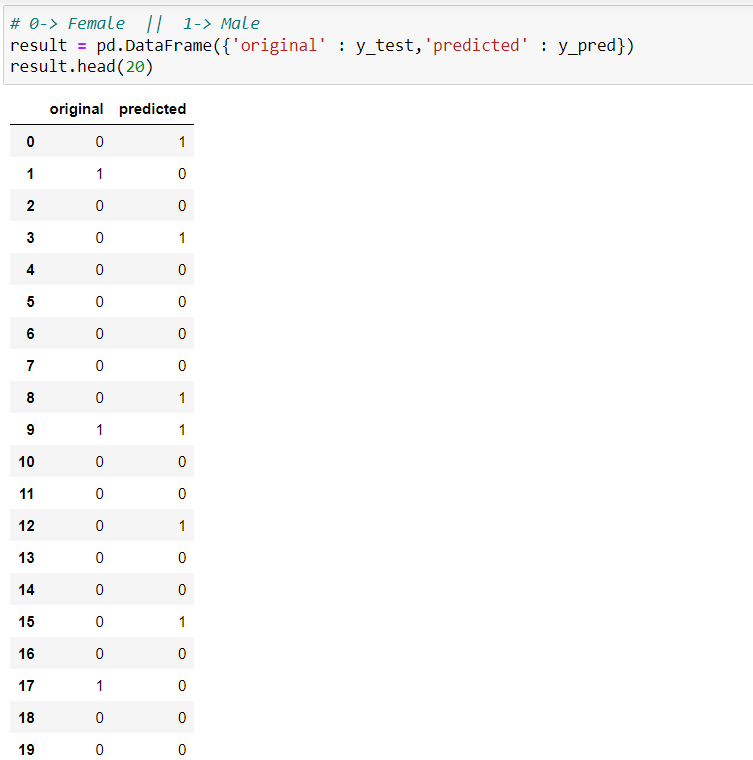 # 0-> Female || 1-> Male
result = pd.DataFrame({'original' : y_test,'predicted' : y_pred})
result.head(20)
original predicted
0 0 1
1 1 0
2 0 0
3 0 1
4 0 0
5 0 0
6 0 0
7 0 0
8 0 1
9 1 1
10 0 0
11 0 0
12 0 1
13 0 0
14 0 0
15 0 1
16 0 0
17 1 0
18 0 0
19 0 0